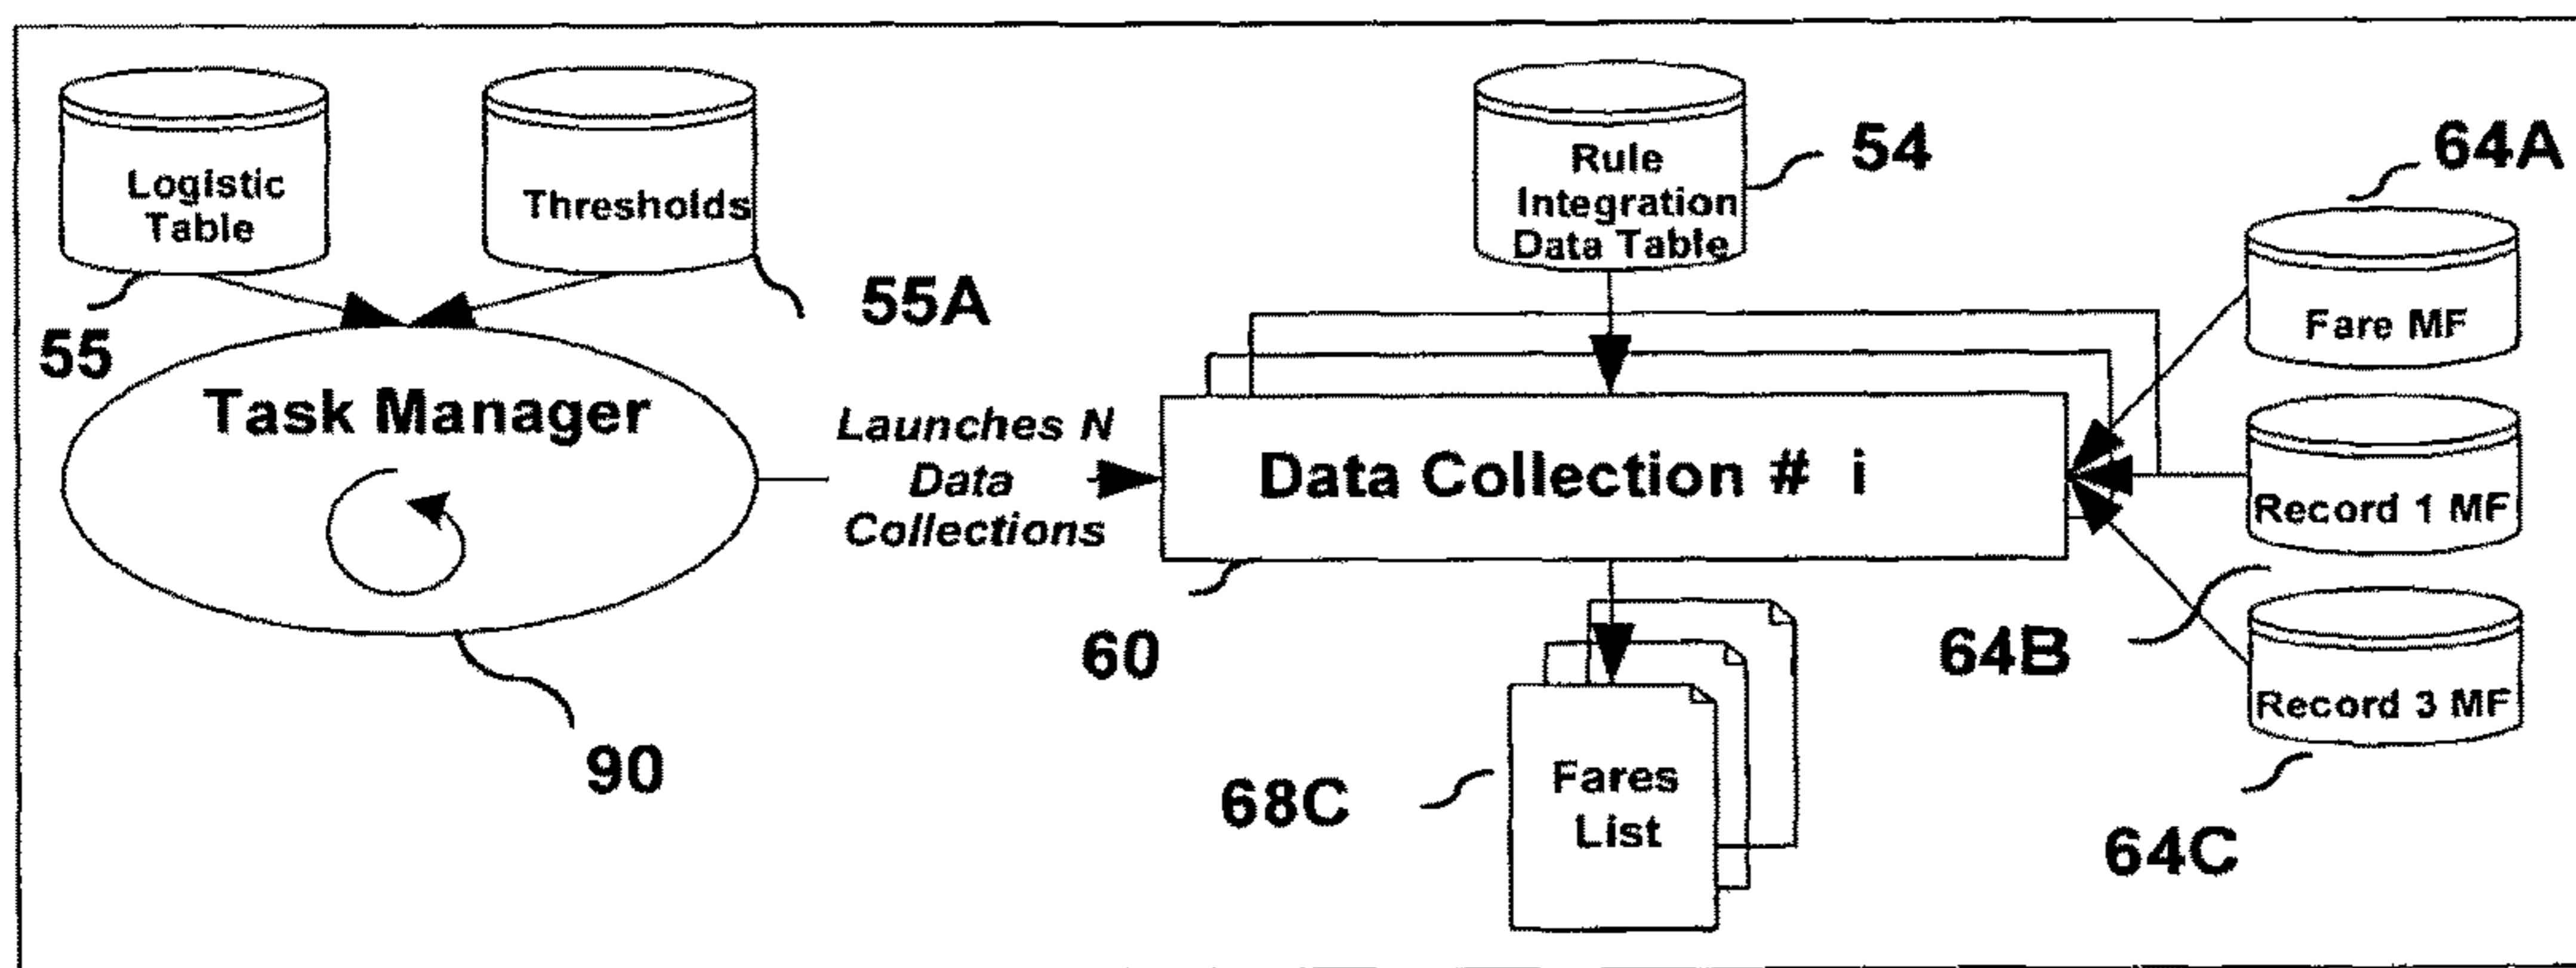 Logistic
Table
Thresholds
55
55A
Task Manager
90
Launches N
Data
Collections
Rule
Integration
Data Table
54
Data Collection # i
60
Fares
List
68C
64A
Fare MF
Record 1 MF
64B
Record 3 MF
64C